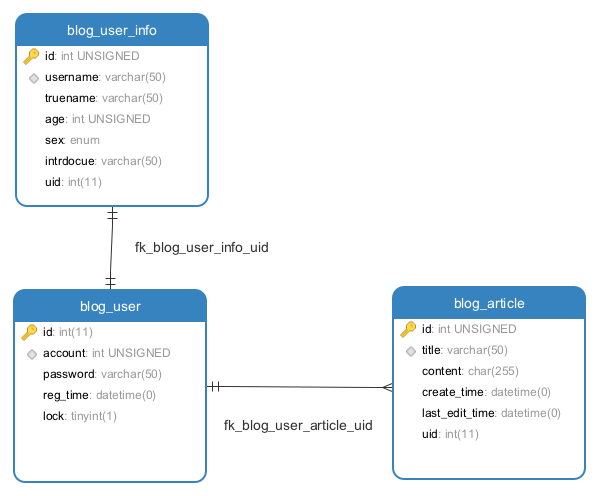 blog_user_info
id: int UNSIGNED
username: varchar(50)
truename: varchar(50)
age: int UNSIGNED
sex: enum
intrdocue: varchar(50)
uid: int(11)
fk_blog_user_info_uid
blog_user
id: int(11)
account: int UNSIGNED
password: varchar(50)
reg_time: datetime(0)
lock: tinyint(1)
fk_blog_user_article_uid
blog_article
id: int UNSIGNED
title: varchar(50)
content: char(255)
create_time: datetime(0)
last_edit_time: datetime(0)
uid: int(11)